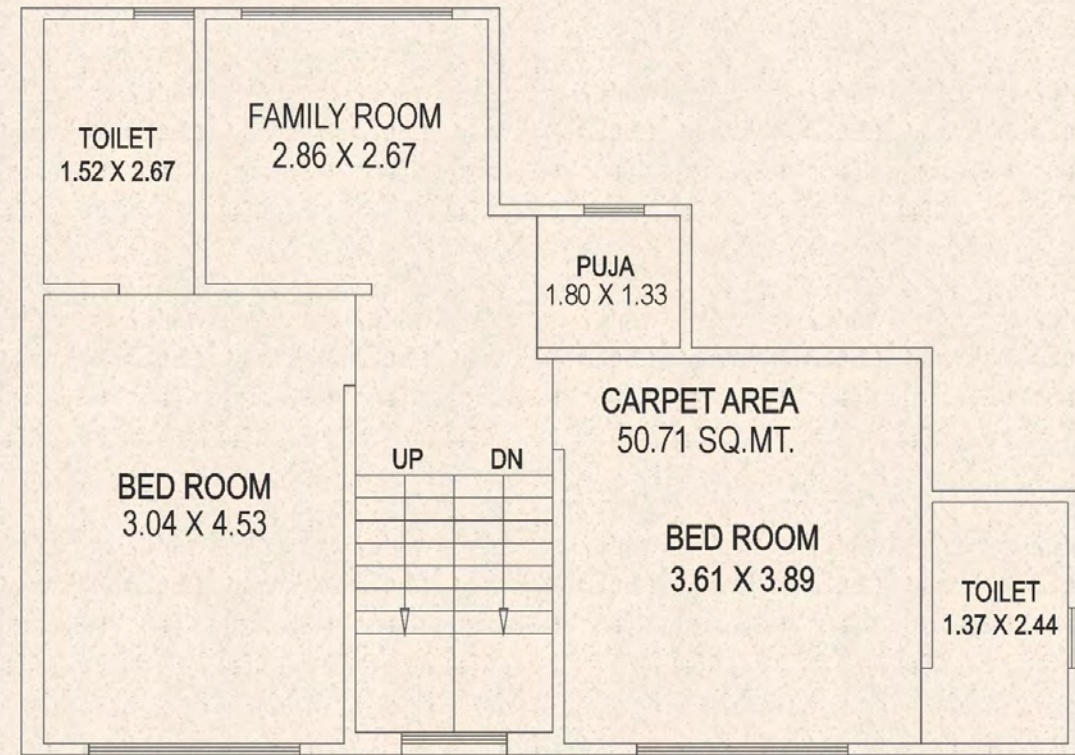 TOILET
1.52 X 2.67
FAMILY ROOM
2.86 X 2.67
PUJA
1.80 X 1.33
CARPET AREA
50.71 SQ.MT.
UP DN
BED ROOM
3.04 X 4.53
BED ROOM
3.61 X 3.89
TOILET
1.37 X 2.44